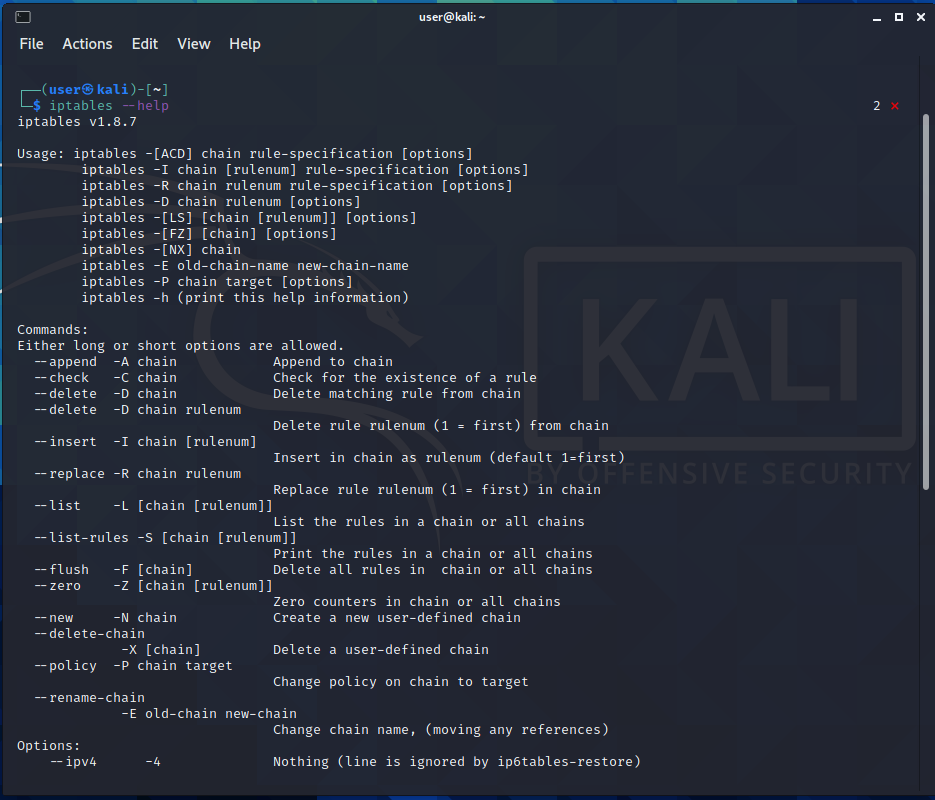 user@kali: ~
File Actions Edit View Help
┌──(user㉿kali)-[~]
└─$ iptables --help 2 ⨯
iptables v1.8.7

Usage: iptables -[ACD] chain rule-specification [options]
        iptables -I chain [rulenum] rule-specification [options]
        iptables -R chain rulenum rule-specification [options]
        iptables -D chain rulenum [options]
        iptables -[LS] [chain [rulenum]] [options]
        iptables -[FZ] [chain] [options]
        iptables -[NX] chain
        iptables -E old-chain-name new-chain-name
        iptables -P chain target [options]
        iptables -h (print this help information)

Commands:
Either long or short options are allowed.
  --append  -A chain            Append to chain
  --check   -C chain            Check for the existence of a rule
  --delete  -D chain            Delete matching rule from chain
  --delete  -D chain rulenum
                                Delete rule rulenum (1 = first) from chain
  --insert  -I chain [rulenum]
                                Insert in chain as rulenum (default 1=first)
  --replace -R chain rulenum
                                Replace rule rulenum (1 = first) in chain
  --list    -L [chain [rulenum]]
                                List the rules in a chain or all chains
  --list-rules -S [chain [rulenum]]
                                Print the rules in a chain or all chains
  --flush   -F [chain]          Delete all rules in  chain or all chains
  --zero    -Z [chain [rulenum]]
                                Zero counters in chain or all chains
  --new     -N chain            Create a new user-defined chain
  --delete-chain
             -X [chain]         Delete a user-defined chain
  --policy  -P chain target
                                Change policy on chain to target
  --rename-chain
             -E old-chain new-chain
                                Change chain name, (moving any references)
Options:
    --ipv4      -4              Nothing (line is ignored by ip6tables-restore)
KALI
BY OFFENSIVE SECURITY